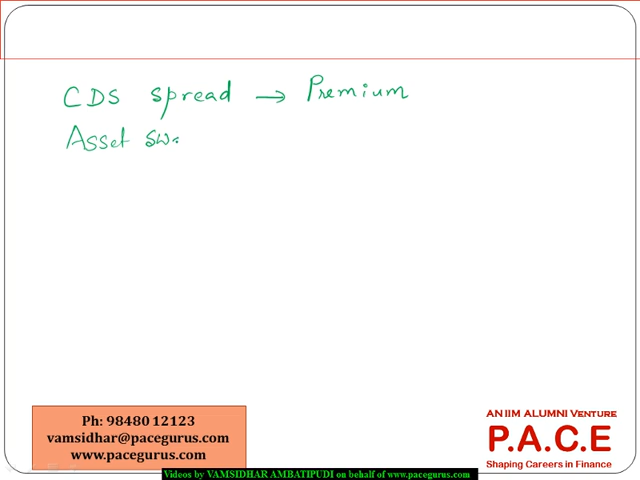 CDS spread → Premium
Asset sw
Ph: 98480 12123
vamsidhar@pacegurus.com
www.pacegurus.com
AN IIM ALUMNI VENTURE
P.A.C.E
Shaping Careers in Finance
Videos by VAMSIDHAR AMBATIPUDI on behalf of www.pacegurus.com